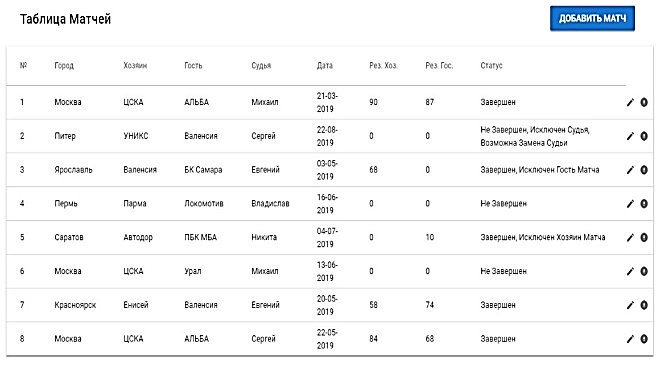 Таблица Матчей
ДОБАВИТЬ МАТЧ
№ Город Хозяин Гость Судья Дата Рез. Хоз. Рез. Гос. Статус
1 Москва ЦСКА АЛЬБА Михаил 21-03-2019 90 87 Завершен
2 Питер УНИКС Валенсия Сергей 22-08-2019 0 0 Не Завершен, Исключен Судья, Возможна Замена Судьи
3 Ярославль Валенсия БК Самара Евгений 03-05-2019 68 0 Завершен, Исключен Гость Матча
4 Пермь Парма Локомотив Владислав 16-06-2019 0 0 Не Завершен
5 Саратов Автодор ПБК МБА Никита 04-07-2019 0 10 Завершен, Исключен Хозяин Матча
6 Москва ЦСКА Урал Михаил 13-06-2019 0 0 Не Завершен
7 Красноярск Енисей Валенсия Евгений 20-05-2019 58 74 Завершен
8 Москва ЦСКА АЛЬБА Сергей 22-05-2019 84 68 Завершен